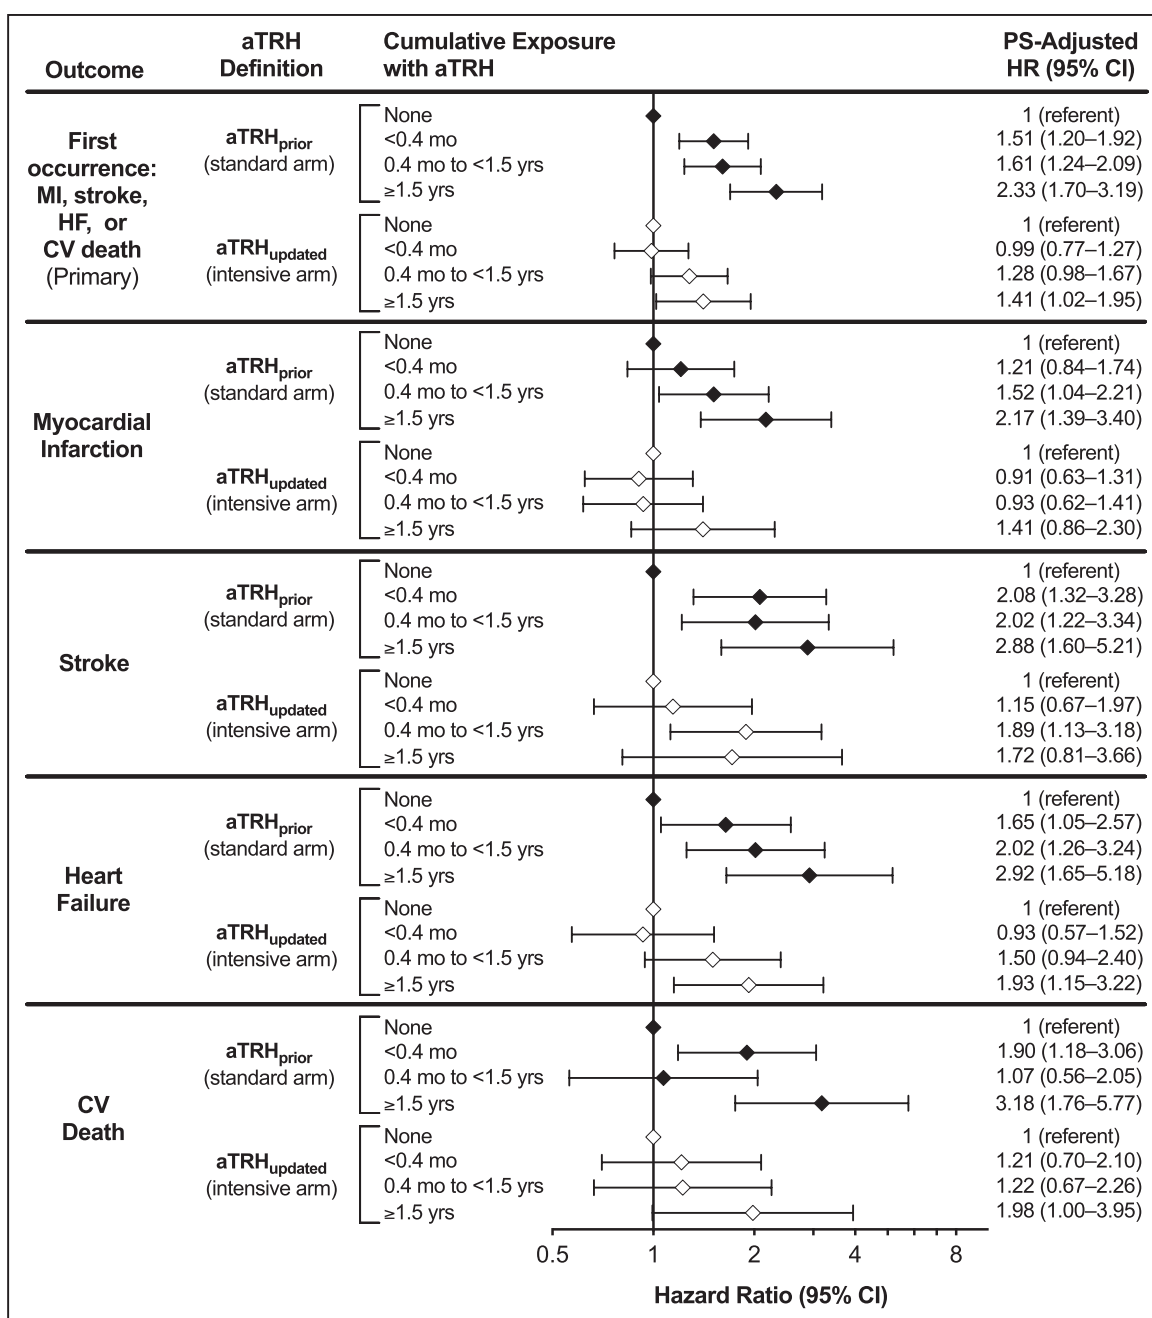 Outcome
aTRH
Definition
Cumulative Exposure
with aTRH
PS-Adjusted
HR (95% CI)
First
occurrence:
MI, stroke,
HF, or
CV death
(Primary)
aTRHprior
(standard arm)
None 1 (referent)
<0.4 mo 1.51 (1.20–1.92)
0.4 mo to <1.5 yrs 1.61 (1.24–2.09)
≥1.5 yrs 2.33 (1.70–3.19)
aTRHupdated
(intensive arm)
None 1 (referent)
<0.4 mo 0.99 (0.77–1.27)
0.4 mo to <1.5 yrs 1.28 (0.98–1.67)
≥1.5 yrs 1.41 (1.02–1.95)
Myocardial
Infarction
aTRHprior
(standard arm)
None 1 (referent)
<0.4 mo 1.21 (0.84–1.74)
0.4 mo to <1.5 yrs 1.52 (1.04–2.21)
≥1.5 yrs 2.17 (1.39–3.40)
aTRHupdated
(intensive arm)
None 1 (referent)
<0.4 mo 0.91 (0.63–1.31)
0.4 mo to <1.5 yrs 0.93 (0.62–1.41)
≥1.5 yrs 1.41 (0.86–2.30)
Stroke
aTRHprior
(standard arm)
None 1 (referent)
<0.4 mo 2.08 (1.32–3.28)
0.4 mo to <1.5 yrs 2.02 (1.22–3.34)
≥1.5 yrs 2.88 (1.60–5.21)
aTRHupdated
(intensive arm)
None 1 (referent)
<0.4 mo 1.15 (0.67–1.97)
0.4 mo to <1.5 yrs 1.89 (1.13–3.18)
≥1.5 yrs 1.72 (0.81–3.66)
Heart
Failure
aTRHprior
(standard arm)
None 1 (referent)
<0.4 mo 1.65 (1.05–2.57)
0.4 mo to <1.5 yrs 2.02 (1.26–3.24)
≥1.5 yrs 2.92 (1.65–5.18)
aTRHupdated
(intensive arm)
None 1 (referent)
<0.4 mo 0.93 (0.57–1.52)
0.4 mo to <1.5 yrs 1.50 (0.94–2.40)
≥1.5 yrs 1.93 (1.15–3.22)
CV
Death
aTRHprior
(standard arm)
None 1 (referent)
<0.4 mo 1.90 (1.18–3.06)
0.4 mo to <1.5 yrs 1.07 (0.56–2.05)
≥1.5 yrs 3.18 (1.76–5.77)
aTRHupdated
(intensive arm)
None 1 (referent)
<0.4 mo 1.21 (0.70–2.10)
0.4 mo to <1.5 yrs 1.22 (0.67–2.26)
≥1.5 yrs 1.98 (1.00–3.95)
0.5 1 2 4 8
Hazard Ratio (95% CI)